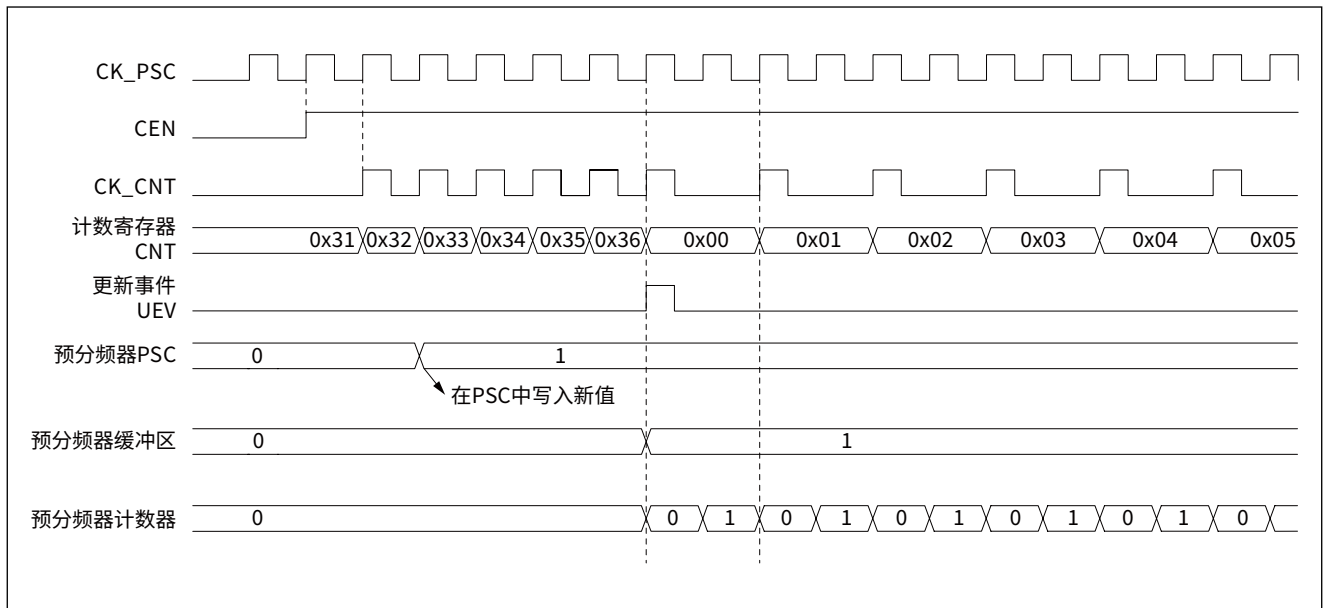 CK_PSC
CEN
CK_CNT
计数寄存器
CNT
0x31 0x32 0x33 0x34 0x35 0x36 0x00 0x01 0x02 0x03 0x04 0x05
更新事件
UEV
预分频器PSC 0 1
在PSC中写入新值
预分频器缓冲区 0 1
预分频器计数器 0 0 1 0 1 0 1 0 1 0 1 0